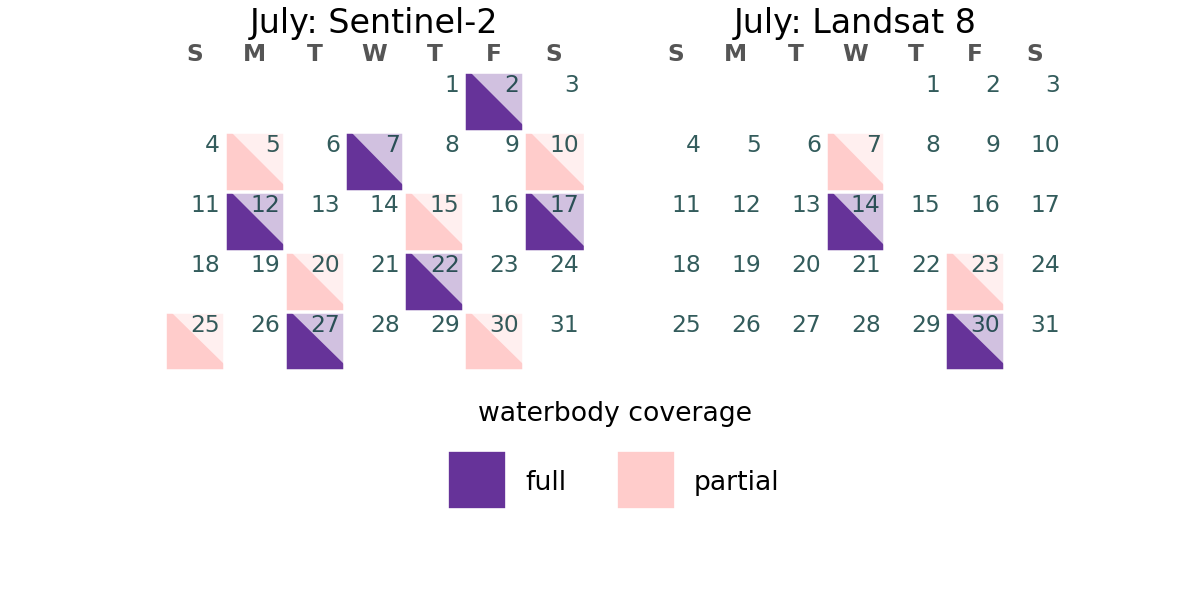 July: Sentinel-2
S M T W T F S
1 2 3
4 5 6 7 8 9 10
11 12 13 14 15 16 17
18 19 20 21 22 23 24
25 26 27 28 29 30 31
July: Landsat 8
S M T W T F S
1 2 3
4 5 6 7 8 9 10
11 12 13 14 15 16 17
18 19 20 21 22 23 24
25 26 27 28 29 30 31
waterbody coverage
full
partial